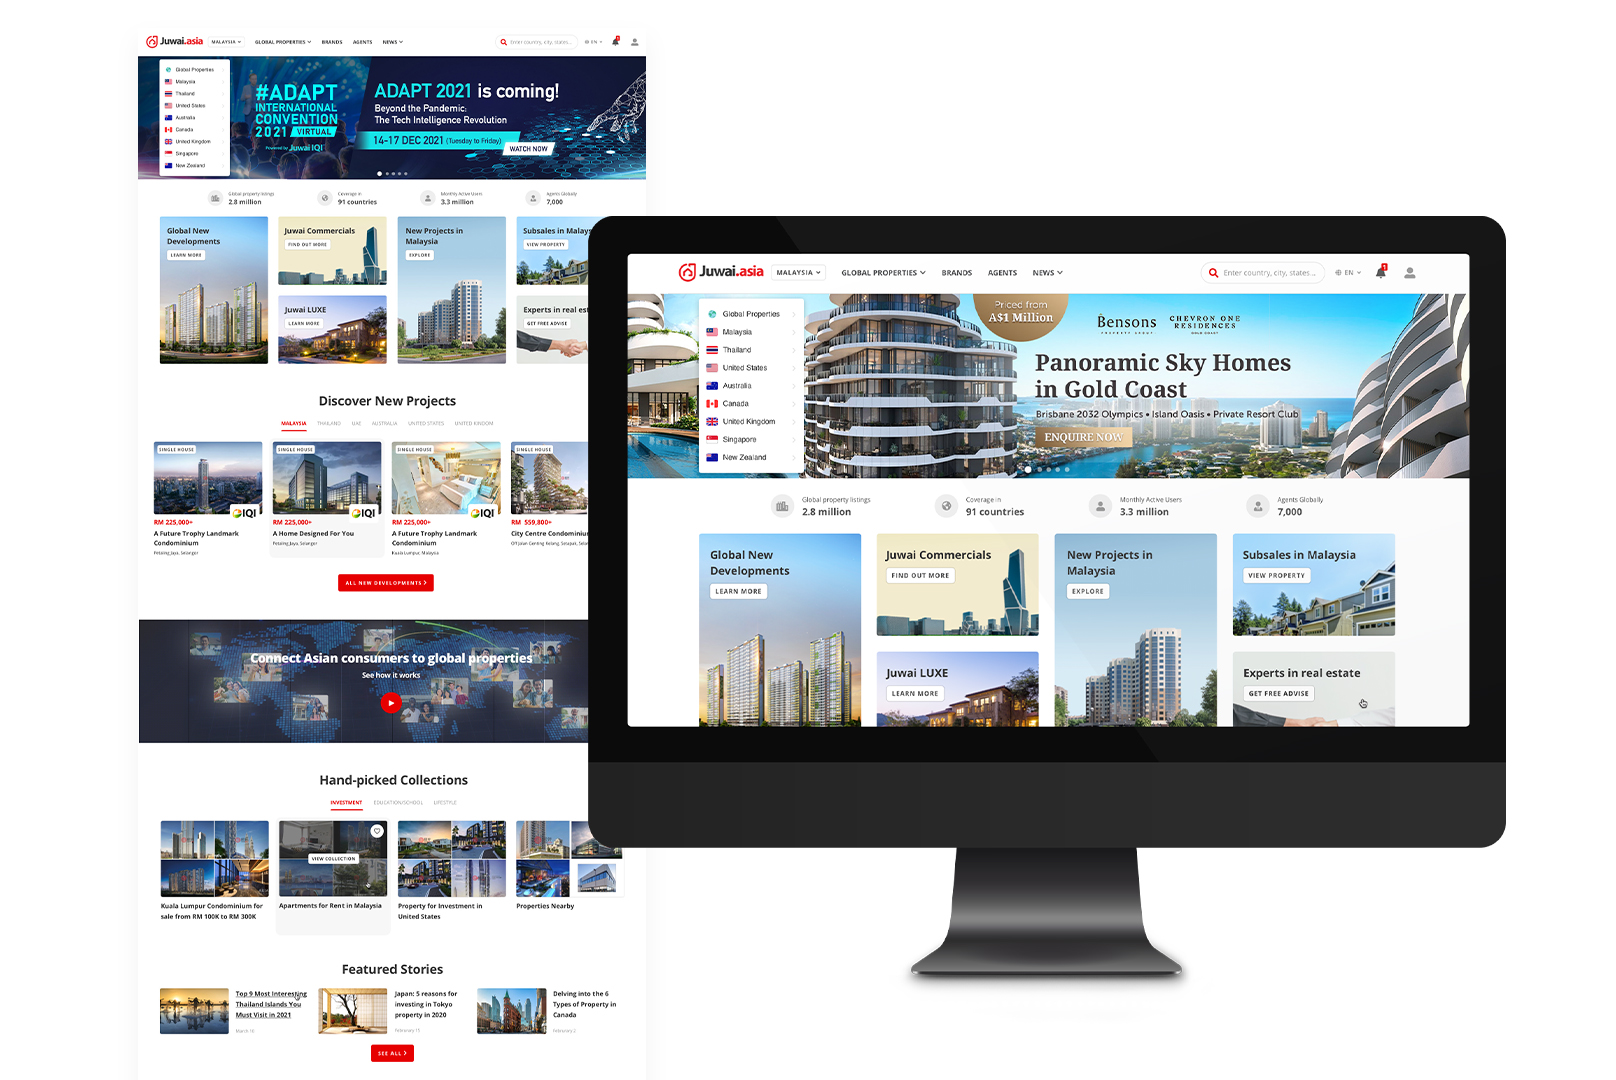 Juwai.asia
MALAYSIA
GLOBAL PROPERTIES
BRANDS
AGENTS
NEWS
Enter country, city, states...
EN
Global Properties
Malaysia
Thailand
United States
Australia
Canada
United Kingdom
Singapore
New Zealand
#ADAPT
INTERNATIONAL
CONVENTION
2021 VIRTUAL
Powered by Juwai IQI
ADAPT 2021 is coming!
Beyond the Pandemic:
The Tech Intelligence Revolution
14-17 DEC 2021 (Tuesday to Friday)
WATCH NOW
Global property listings
2.8 million
Coverage in
91 countries
Monthly Active Users
3.3 million
Agents Globally
7,000
Global New
Developments
LEARN MORE
Juwai Commercials
FIND OUT MORE
Juwai LUXE
LEARN MORE
New Projects in
Malaysia
EXPLORE
Subsales in Malays
VIEW PROPERTY
Experts in real est
GET FREE ADVISE
Discover New Projects
MALAYSIA
THAILAND
UAE
AUSTRALIA
UNITED STATES
UNITED KINGDOM
SINGLE HOUSE
IQI
RM 225,000+
A Future Trophy Landmark
Condominium
Petaling Jaya, Selangor
SINGLE HOUSE
IQI
RM 225,000+
A Home Designed For You
Petaling Jaya, Selangor
SINGLE HOUSE
IQI
RM 225,000+
A Future Trophy Landmark
Condominium
Kuala Lumpur, Malaysia
SINGLE HOUSE
RM 559,800+
City Centre Condominiu
ALL NEW DEVELOPMENTS
Connect Asian consumers to global properties
See how it works
Hand-picked Collections
INVESTMENT
EDUCATION/SCHOOL
LIFESTYLE
Kuala Lumpur Condominium for
sale from RM 100K to RM 300K
VIEW COLLECTION
Apartments for Rent in Malaysia
Property for Investment in
United States
Properties Nearby
Featured Stories
Top 9 Most Interesting
Thailand Islands You
Must Visit in 2021
March 16
Japan: 5 reasons for
investing in Tokyo
property in 2020
February 15
Delving into the 6
Types of Property in
Canada
February 2
SEE ALL
Juwai.asia
MALAYSIA
GLOBAL PROPERTIES
BRANDS
AGENTS
NEWS
Enter country, city, states...
EN
1
Global Properties
Malaysia
Thailand
United States
Australia
Canada
United Kingdom
Singapore
New Zealand
Priced from
A$1 Million
Bensons
PROPERTY GROUP
CHEVRON ONE
RESIDENCES
GOLD COAST
Panoramic Sky Homes
in Gold Coast
Brisbane 2032 Olympics • Island Oasis • Private Resort Club
ENQUIRE NOW
Global property listings
2.8 million
Coverage in
91 countries
Monthly Active Users
3.3 million
Agents Globally
7,000
Global New
Developments
LEARN MORE
Juwai Commercials
FIND OUT MORE
Juwai LUXE
LEARN MORE
New Projects in
Malaysia
EXPLORE
Subsales in Malaysia
VIEW PROPERTY
Experts in real estate
GET FREE ADVISE